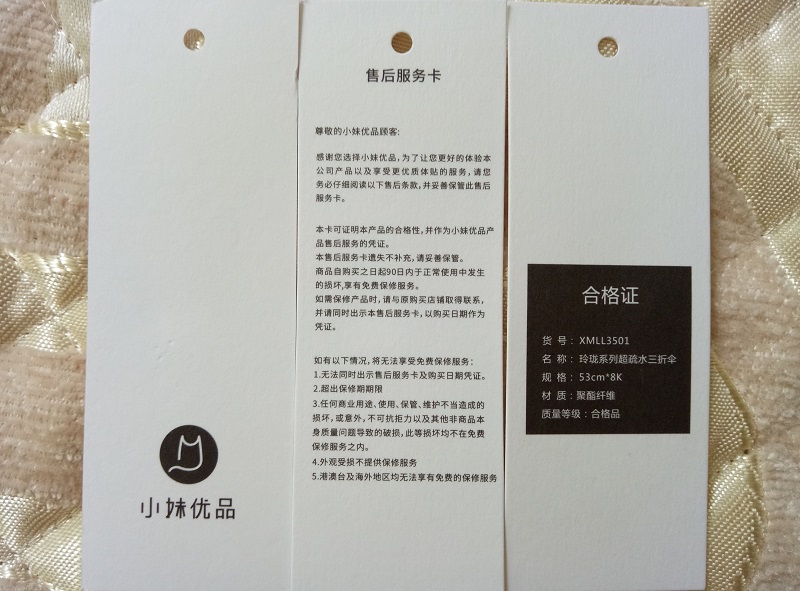 小妹优品
售后服务卡
尊敬的小妹优品顾客:
感谢您选择小妹优品,为了让您更好的体验本
公司产品以及享受更优质体贴的服务,请您
务必仔细阅读以下售后条款,并妥善保管此售后
服务卡。
本卡可证明本产品的合格性,并作为小妹优品产
品售后服务的凭证。
本售后服务卡遗失不补充,请妥善保管。
商品自购买之日起90日内于正常使用中发生
的损坏,享有免费保修服务。
如需保修产品时,请与原购买店铺取得联系,
并请同时出示本售后服务卡,以购买日期作为
凭证。
如有以下情况,将无法享受免费保修服务:
1.无法同时出示售后服务卡及购买日期凭证。
2.超出保修期期限
3.任何商业用途、使用、保管、维护不当造成的
损坏,或意外,不可抗拒力以及其他非商品本
身质量问题导致的破损,此等损坏均不在免费
保修服务之内。
4.外观受损不提供保修服务
5.港澳台及海外地区均无法享有免费的保修服务
合格证
货 号: XMLL3501
名 称: 玲珑系列超疏水三折伞
规 格: 53cm*8K
材 质: 聚酯纤维
质量等级: 合格品